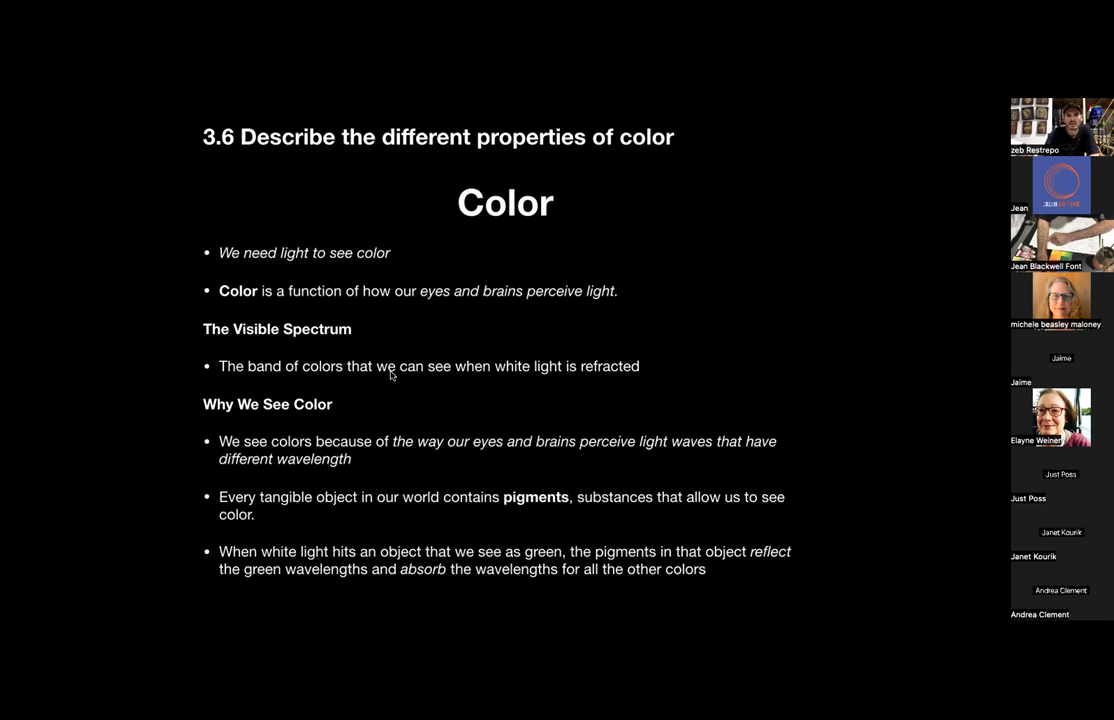 3.6 Describe the different properties of color
Color
• We need light to see color
• Color is a function of how our eyes and brains perceive light.
The Visible Spectrum
• The band of colors that we can see when white light is refracted
Why We See Color
• We see colors because of the way our eyes and brains perceive light waves that have
different wavelength
• Every tangible object in our world contains pigments, substances that allow us to see
color.
• When white light hits an object that we see as green, the pigments in that object reflect
the green wavelengths and absorb the wavelengths for all the other colors
zeb Restrepo
Jean
Jean Blackwell Font
michele beasley maloney
Jaime
Jaime
Elayne Weiner
Just Poss
Just Poss
Janet Kourik
Janet Kourik
Andrea Clement
Andrea Clement